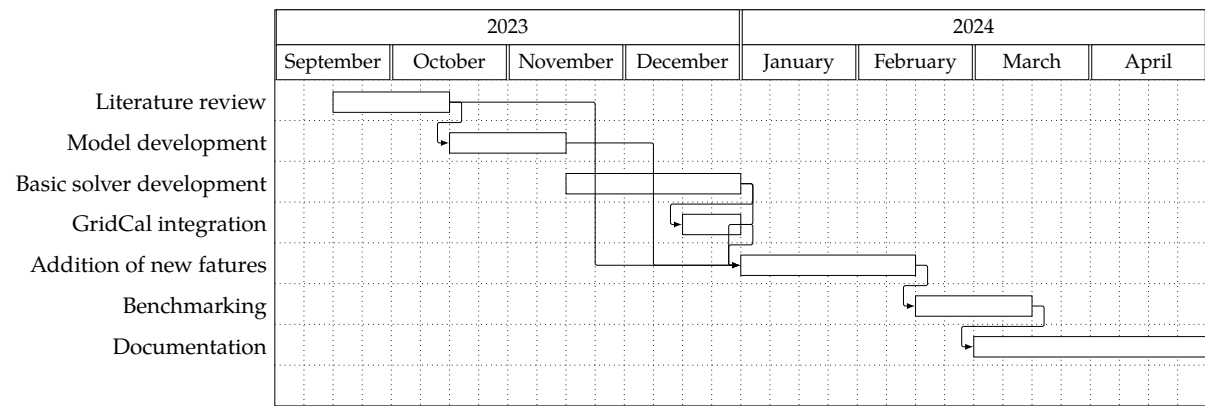 2023 2024
September October November December January February March April
Literature review
Model development
Basic solver development
GridCal integration
Addition of new fatures
Benchmarking
Documentation